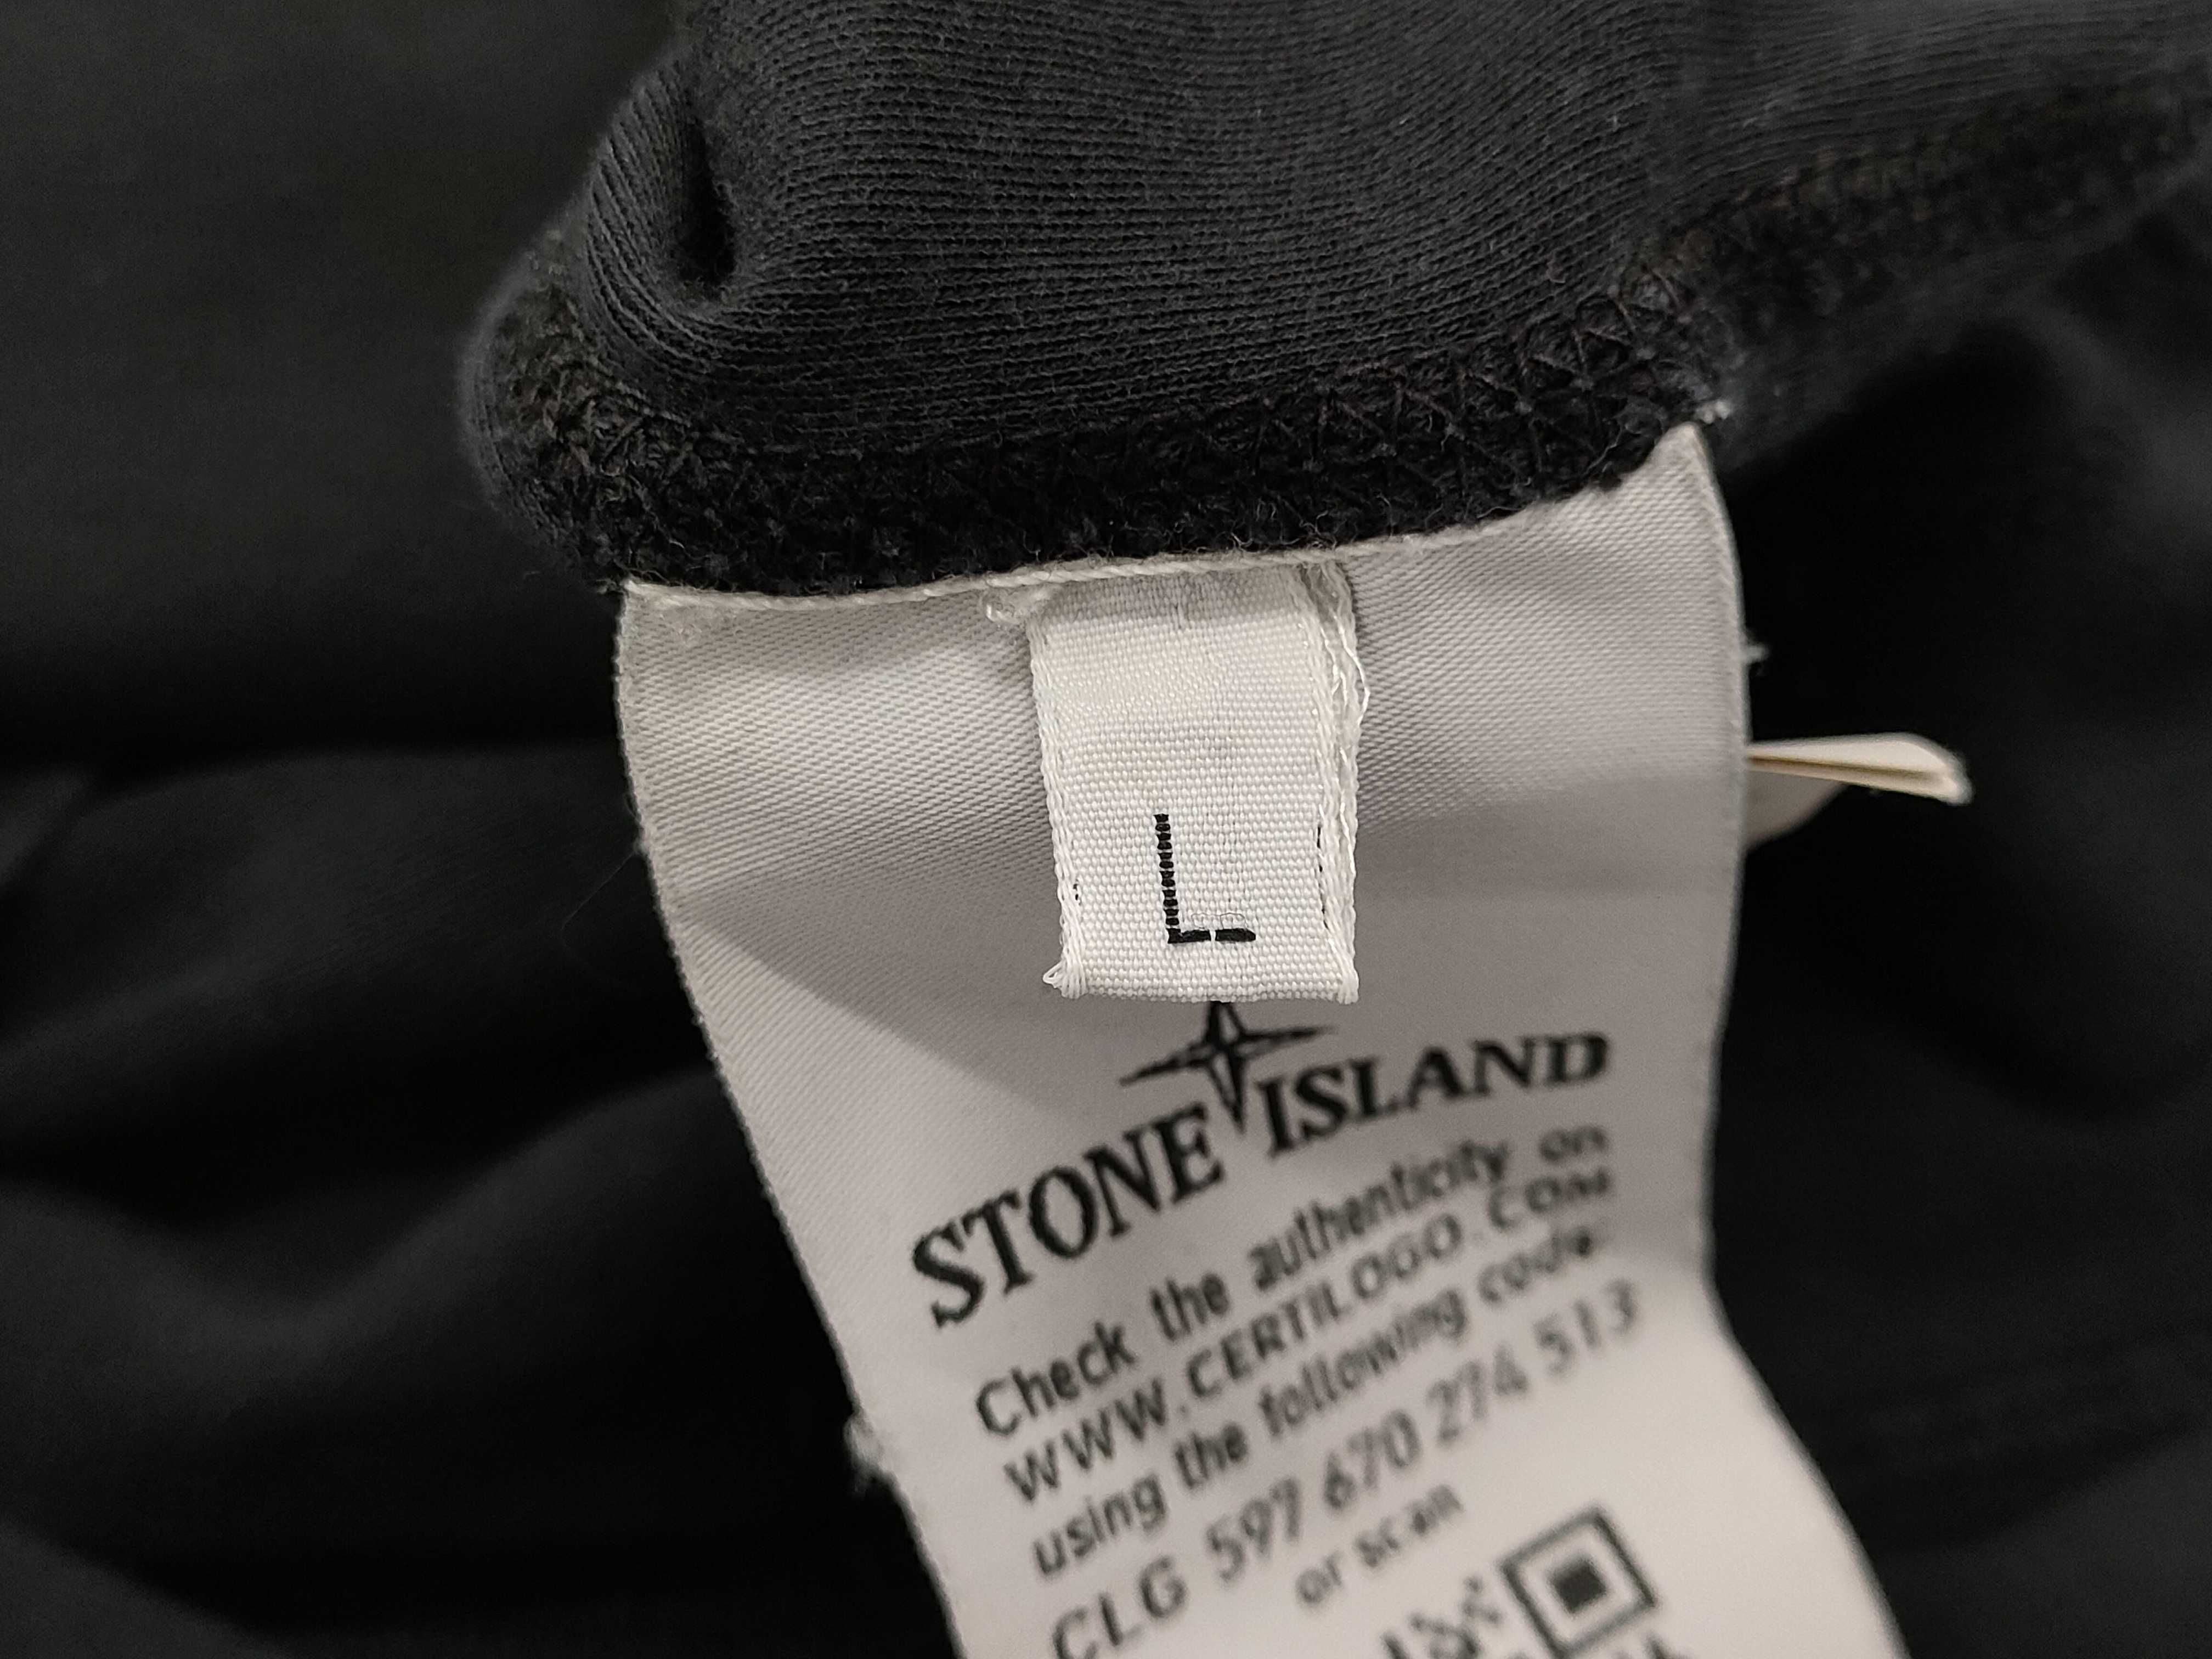 L
STONE ISLAND
Check the authenticity on
WWW.CERTILOGO.COM
using the following code:
CLG 597 670 274 513
or scan